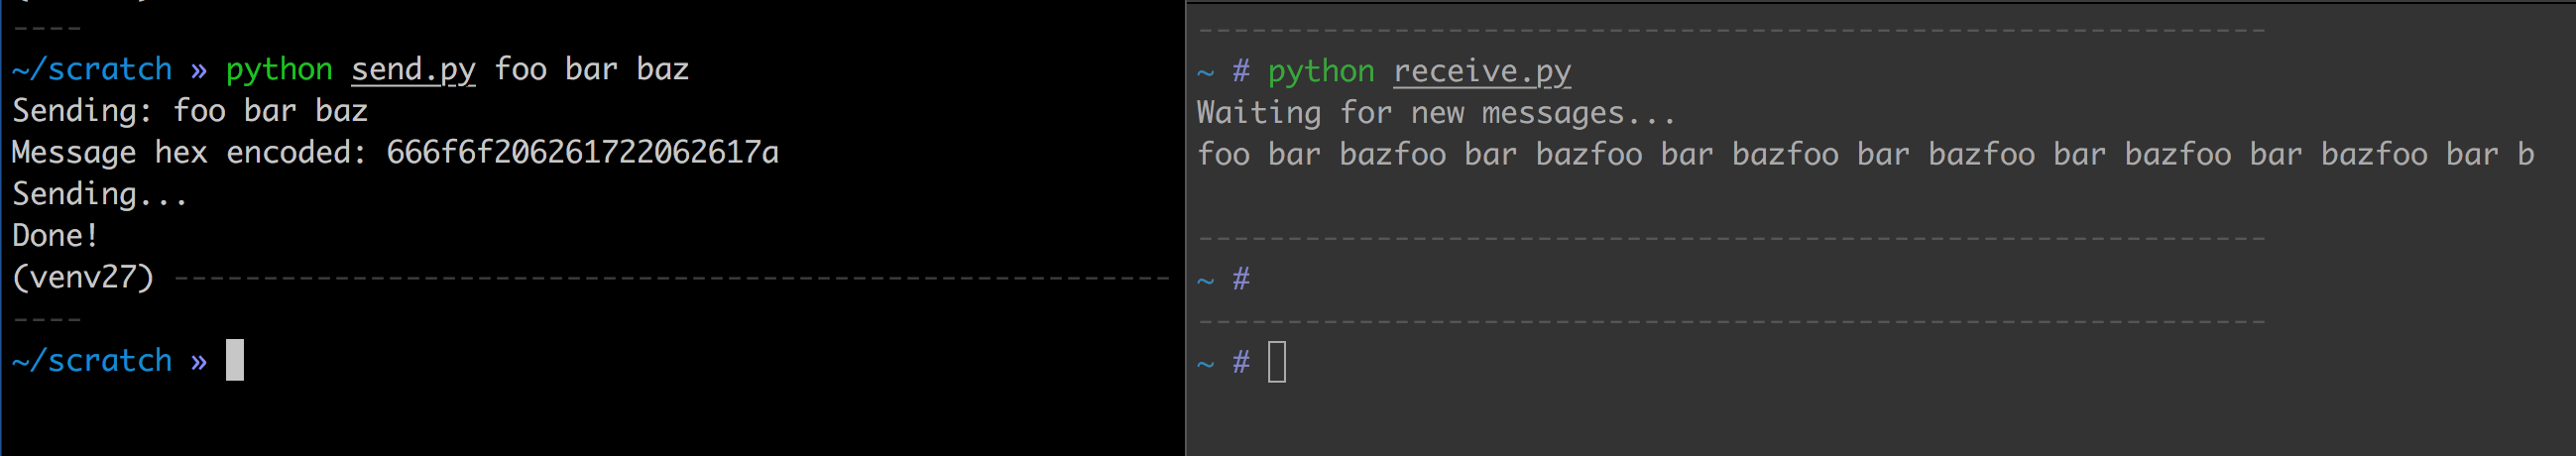 ----
~/scratch » python send.py foo bar baz
Sending: foo bar baz
Message hex encoded: 666f6f206261722062617a
Sending...
Done!
(venv27) --------------------------------------------------------
----
~/scratch »
------------------------------------------------------------
~ # python receive.py
Waiting for new messages...
foo bar bazfoo bar bazfoo bar bazfoo bar bazfoo bar bazfoo bar bazfoo bar b
------------------------------------------------------------
~ #
------------------------------------------------------------
~ #